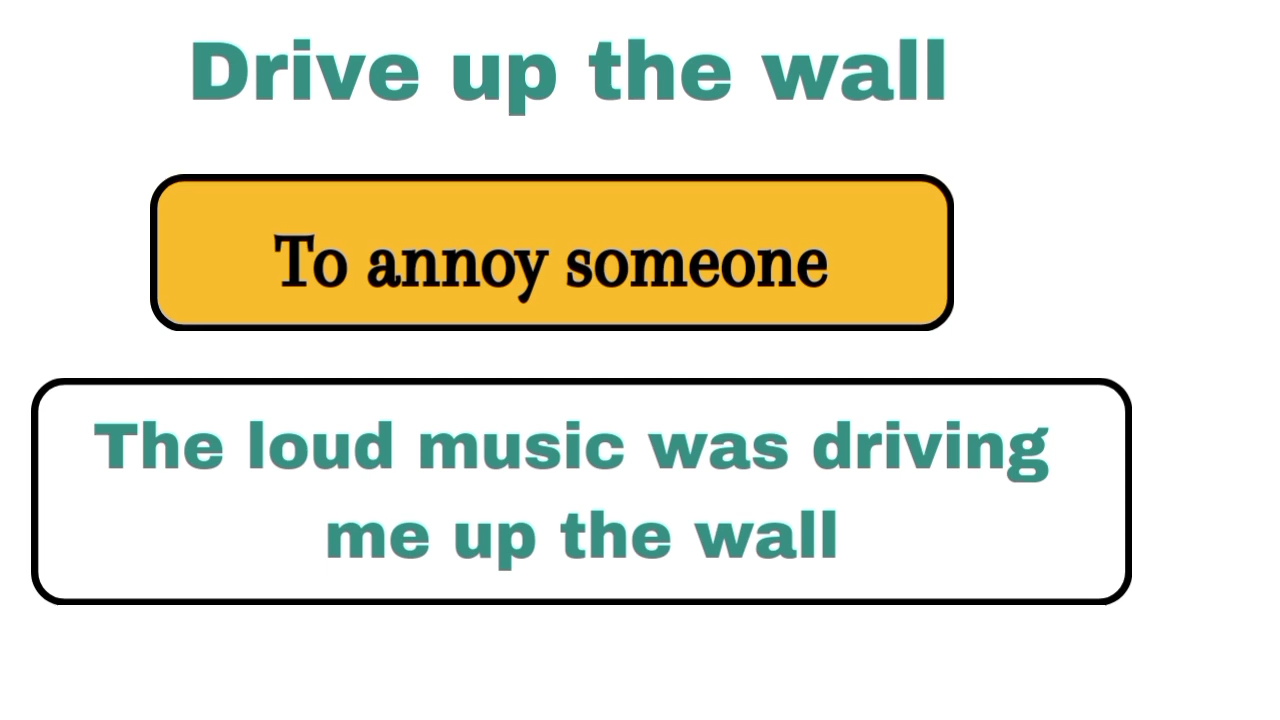 Drive up the wall
To annoy someone
The loud music was driving
me up the wall